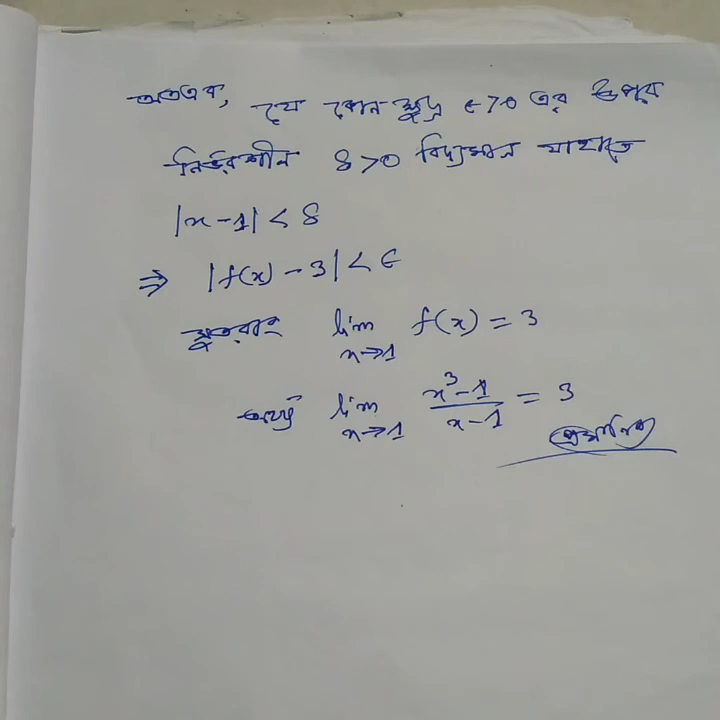 অতএব, যে কোন ক্ষুদ্র ϵ>0 এর উপর
নির্ভরশীল δ>0 বিদ্যমান যাহাতে
|x-1| < δ
⇒ |f(x) - 3| < ϵ
সুতরাং lim x→1 f(x) = 3
অর্থাৎ lim x→1 x³-1/x-1 = 3
প্রমাণিত